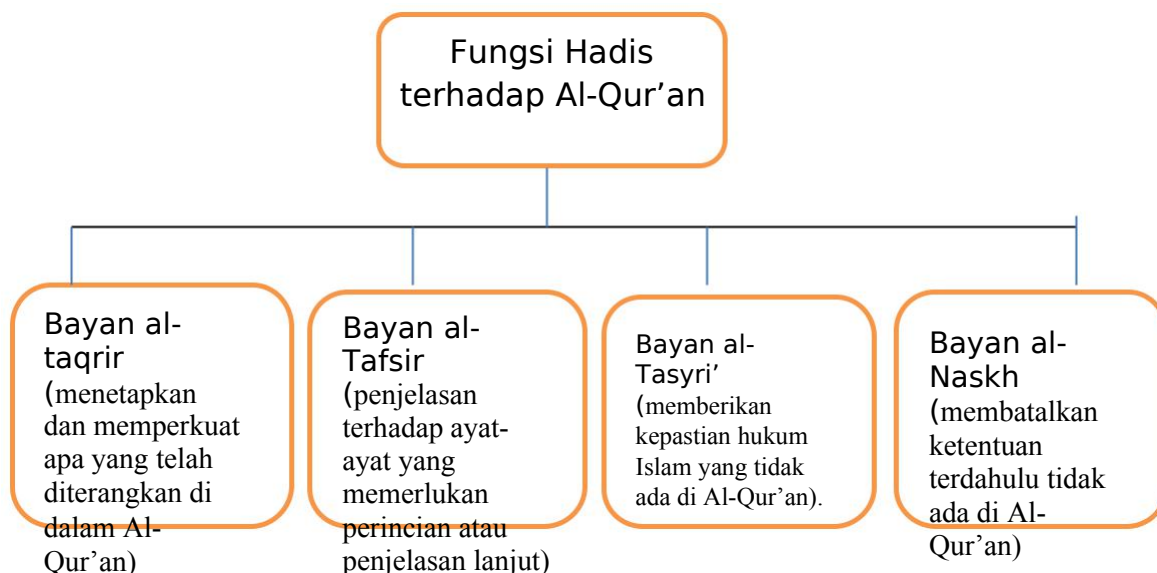 Fungsi Hadis
terhadap Al-Qur’an
Bayan al-
taqrir
(menetapkan
dan memperkuat
apa yang telah
diterangkan di
dalam Al-
Qur’an)
Bayan al-
Tafsir
(penjelasan
terhadap ayat-
ayat yang
memerlukan
perincian atau
penjelasan lanjut)
Bayan al-
Tasyri’
(memberikan
kepastian hukum
Islam yang tidak
ada di Al-Qur’an).
Bayan al-
Naskh
(membatalkan
ketentuan
terdahulu tidak
ada di Al-
Qur’an)